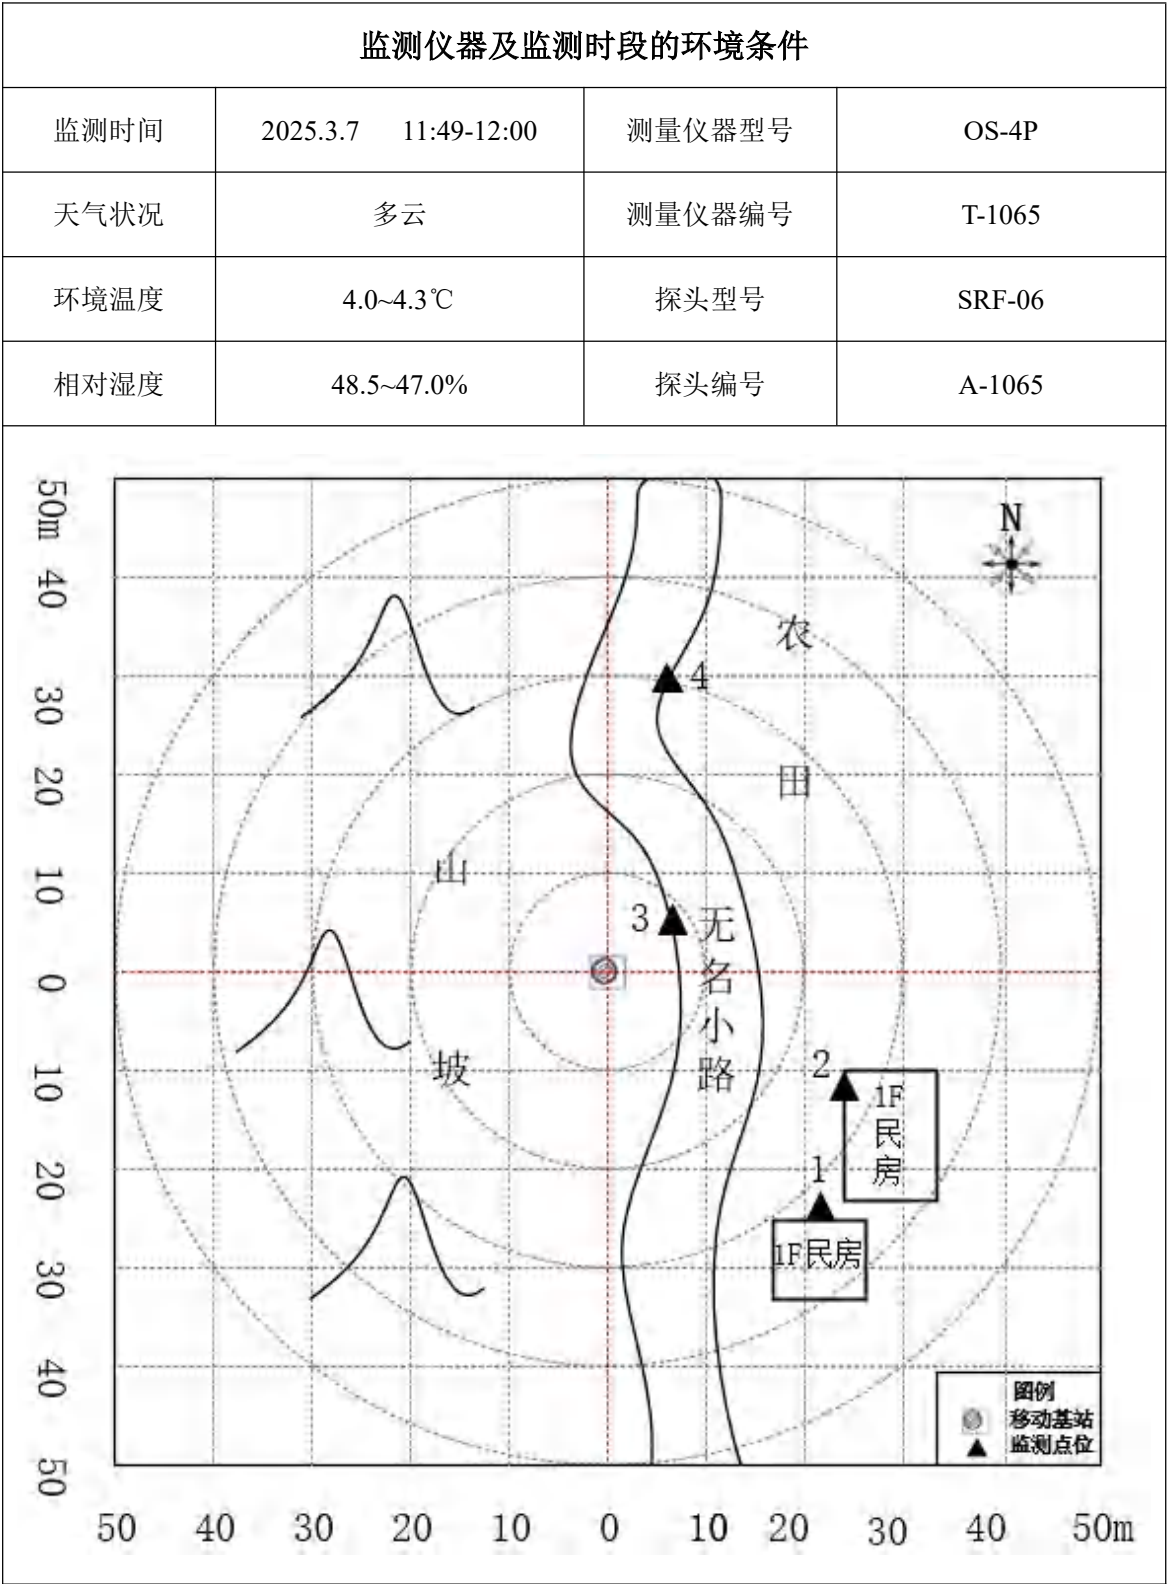 监测仪器及监测时段的环境条件
监测时间 2025.3.7 11:49-12:00 测量仪器型号 OS-4P
天气状况 多云 测量仪器编号 T-1065
环境温度 4.0~4.3℃ 探头型号 SRF-06
相对湿度 48.5~47.0% 探头编号 A-1065
50m
40
30
20
10
0
10
20
30
40
50
N
农
田
4
山
坡
3
无
名
小
路
2
1F
民
房
1
1F民房
图例
移动基站
监测点位
50 40 30 20 10 0 10 20 30 40 50m